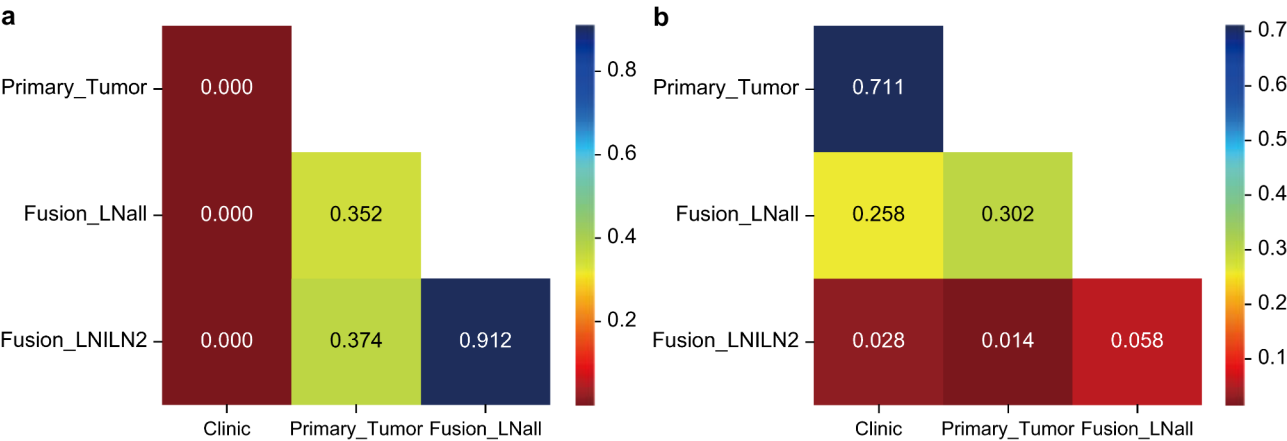 a
Primary_Tumor
0.000
Fusion_LNall
0.000
0.352
Fusion_LNILN2
0.000
0.374
0.912
Clinic
Primary_Tumor
Fusion_LNall
0.8
0.6
0.4
0.2
b
Primary_Tumor
0.711
Fusion_LNall
0.258
0.302
Fusion_LNILN2
0.028
0.014
0.058
Clinic
Primary_Tumor
Fusion_LNall
0.7
0.6
0.5
0.4
0.3
0.2
0.1